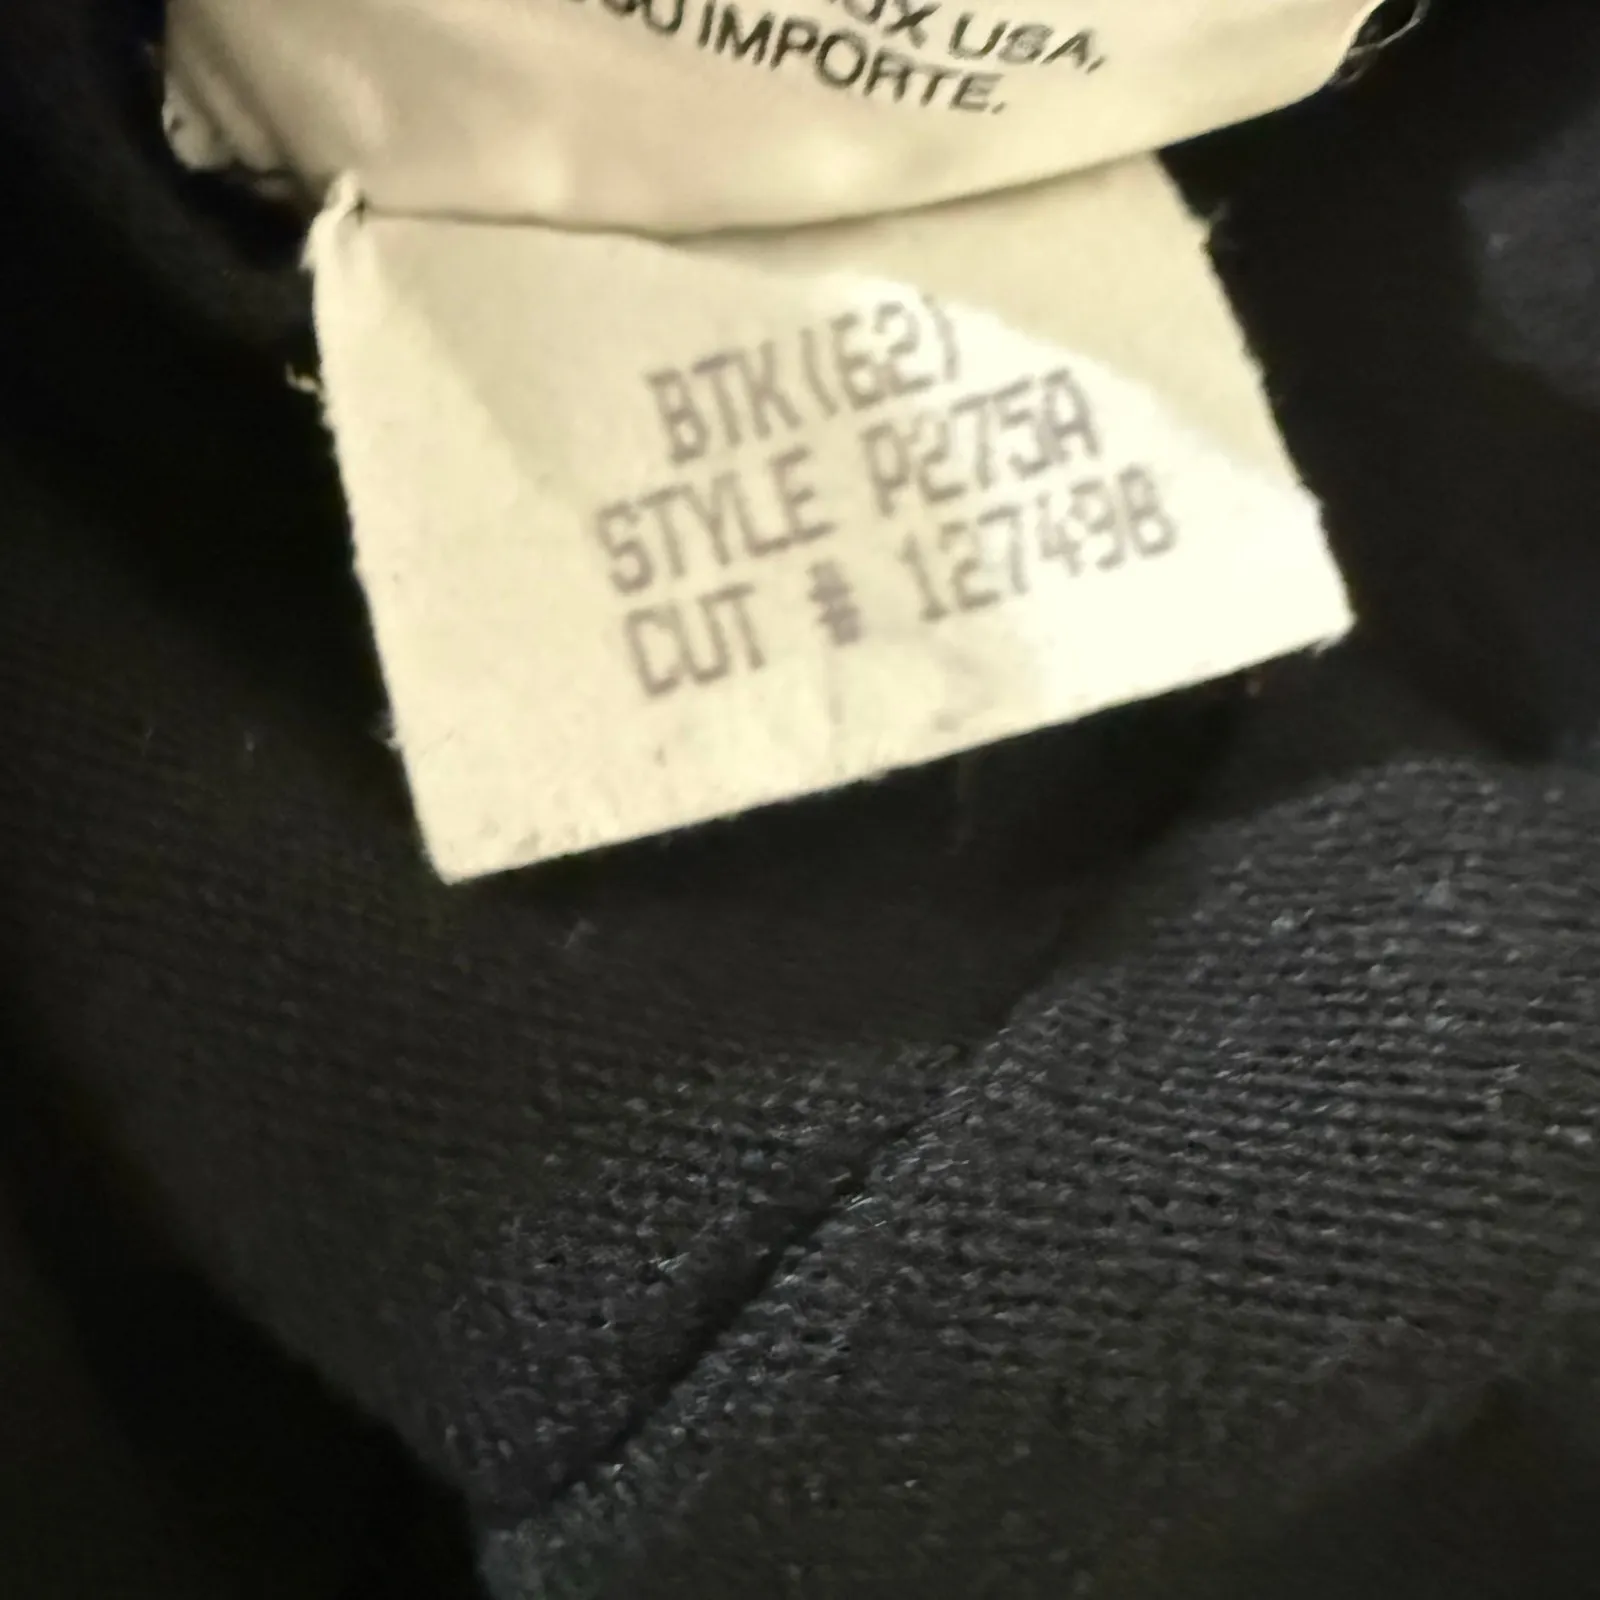 USA,
IMPORTE.
BTK(62)
STYLE P275A
CUT # 127498